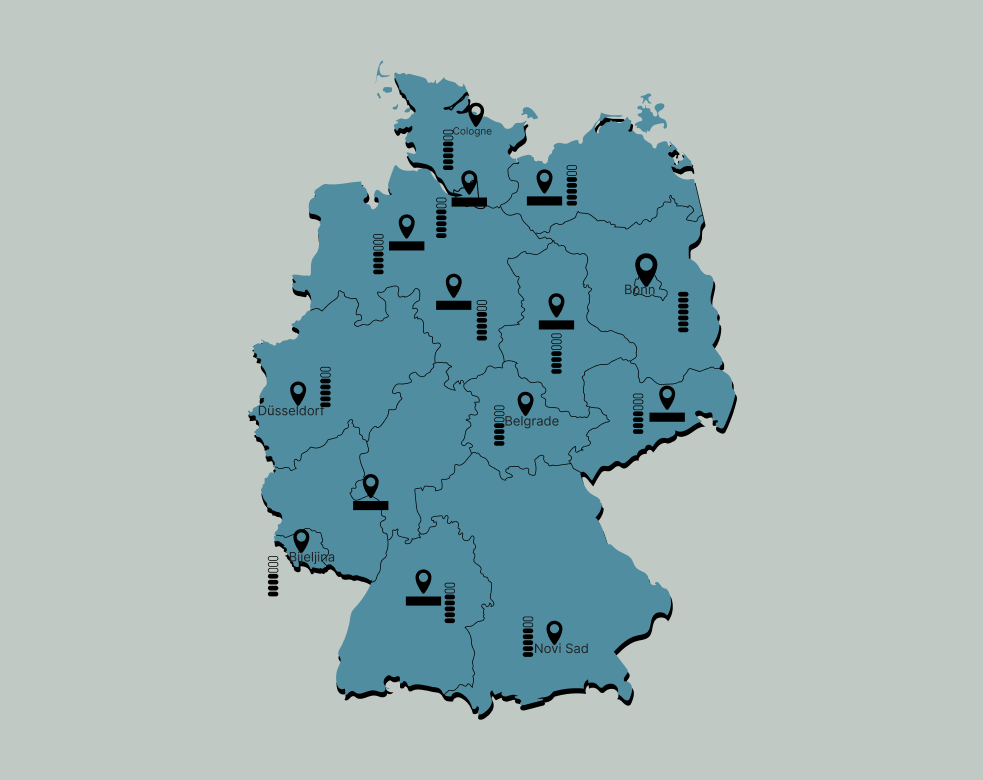 Cologne
Bonn
Düsseldorf
Belgrade
Bijeljina
Novi Sad